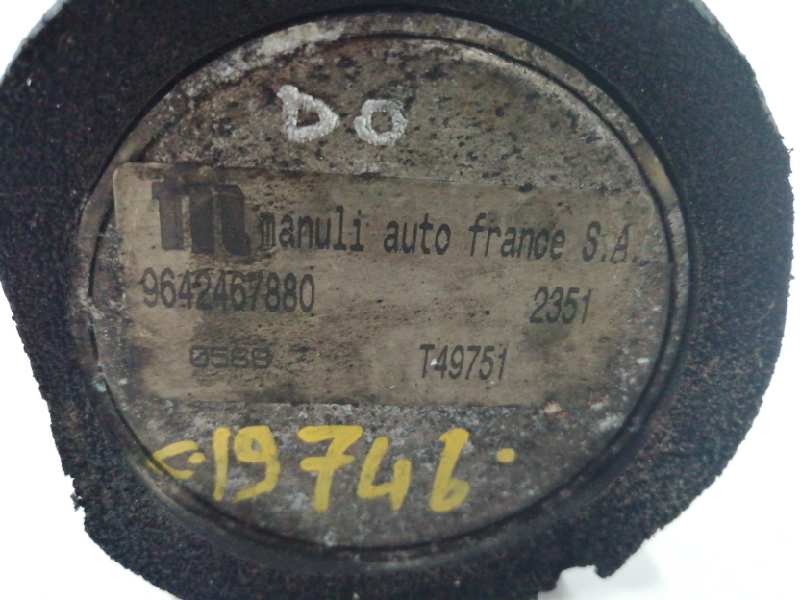 DO
m manuli auto france S.A.
9642467880 2351
0588 T49751
19746